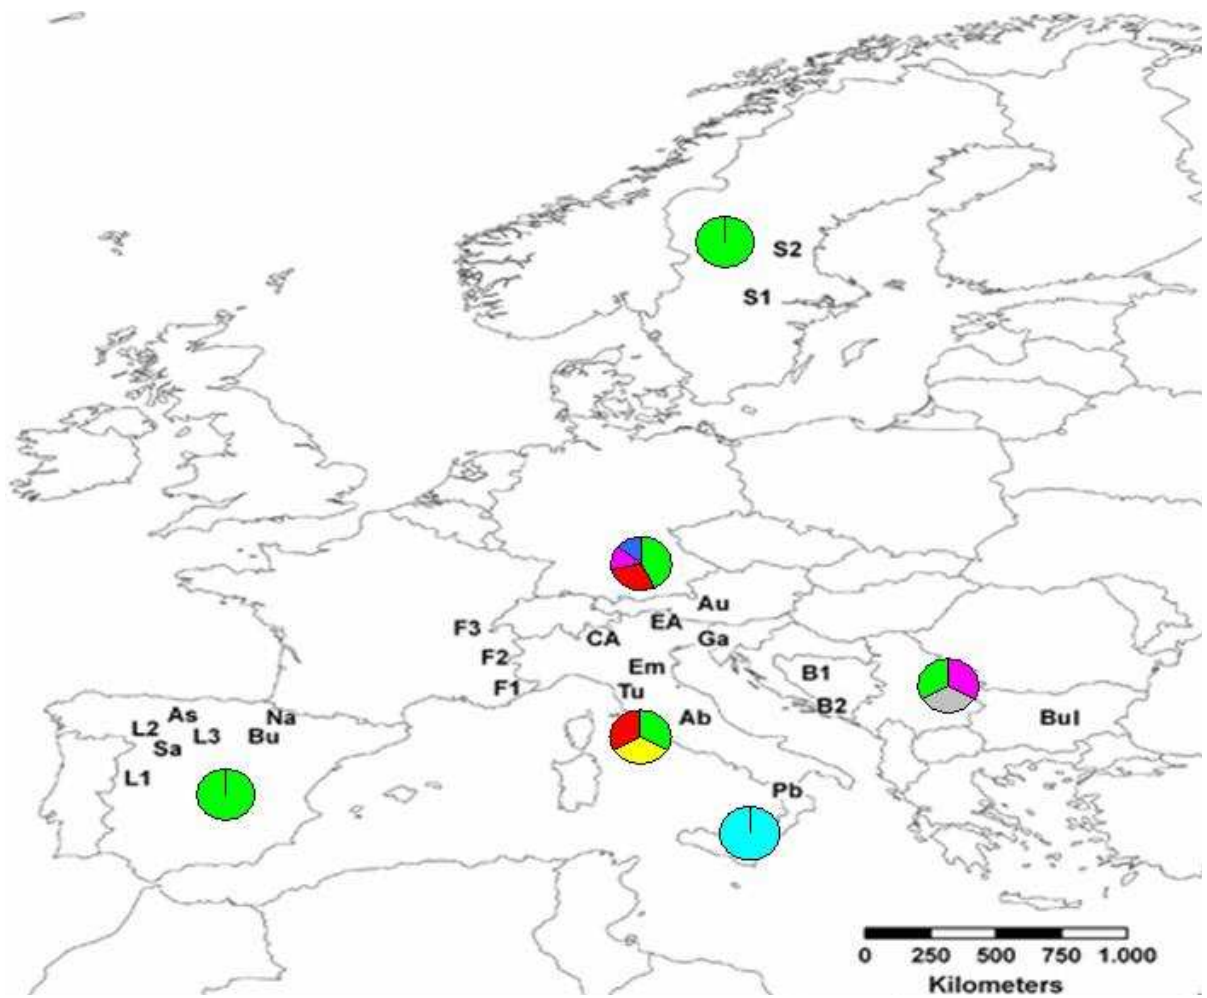 S2
S1
Au
EA
F3
CA
Ga
F2
Em
B1
F1
Tu
B2
As
Na
Ab
Bul
L2
L3
Bu
Sa
L1
Pb
0 250 500 750 1.000
Kilometers